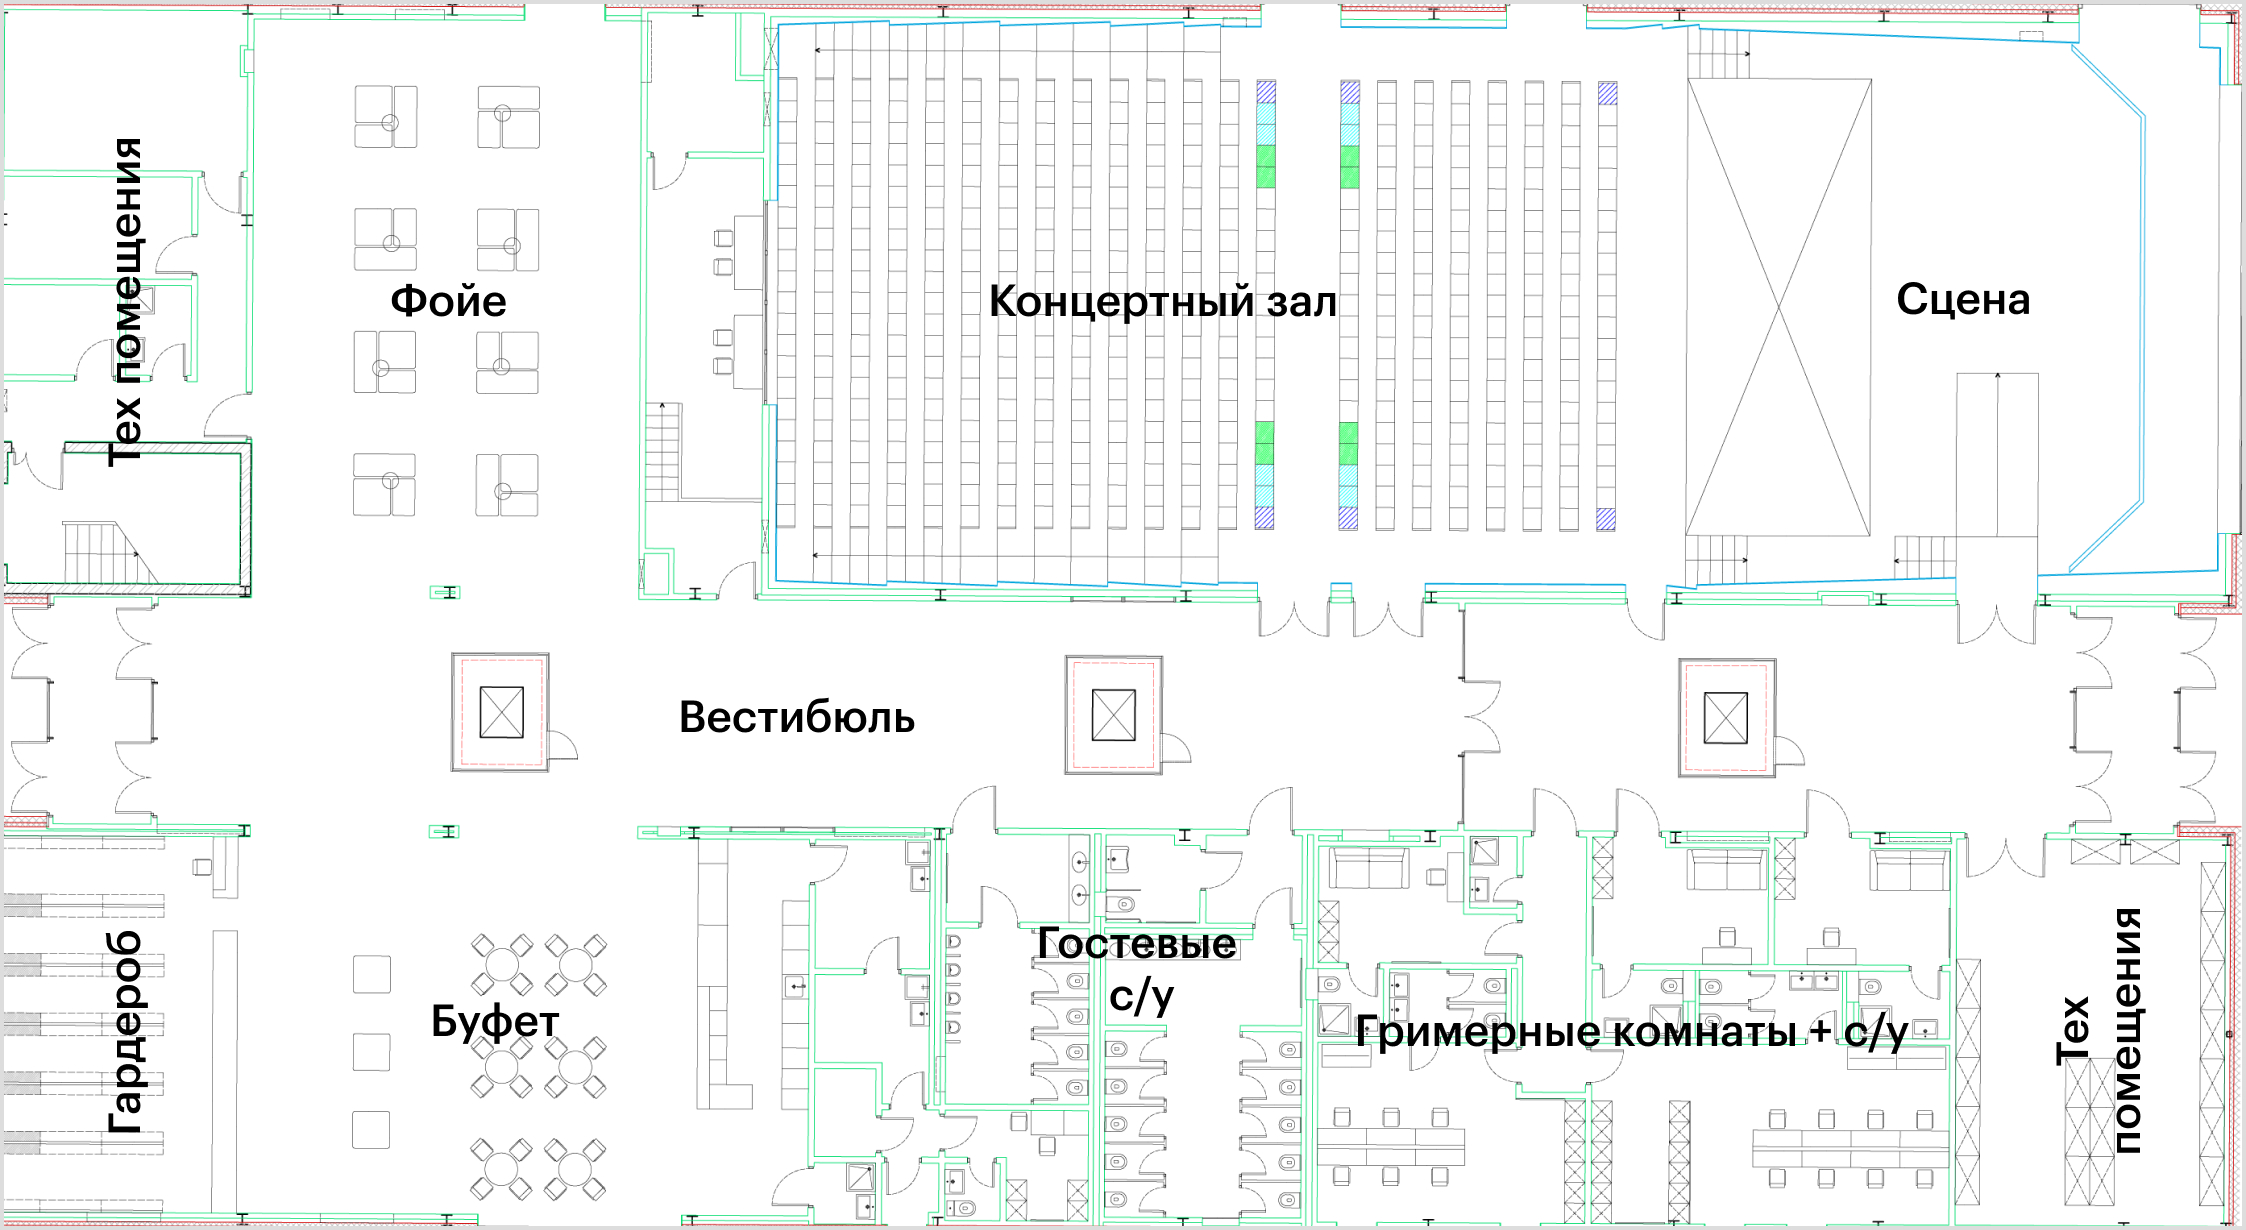 Тех помещения
Фойе
Концертный зал
Сцена
Вестибюль
Гардероб
Буфет
Гостевые
с/у
Гримерные комнаты + с/у
Тех
помещения